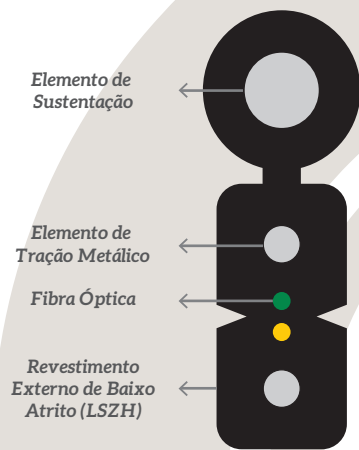 Elemento de
Sustentação
Elemento de
Tração Metálico
Fibra Óptica
Revestimento
Externo de Baixo
Atrito (LSZH)